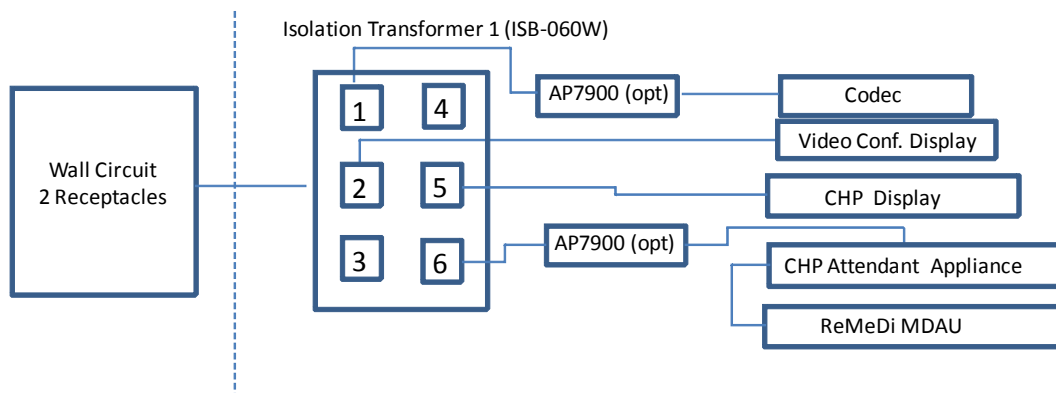 Isolation Transformer 1 (ISB-060W)
Wall Circuit
2 Receptacles
1
4
2
5
3
6
AP7900 (opt)
Codec
Video Conf. Display
CHP Display
AP7900 (opt)
CHP Attendant Appliance
ReMeDi MDAU